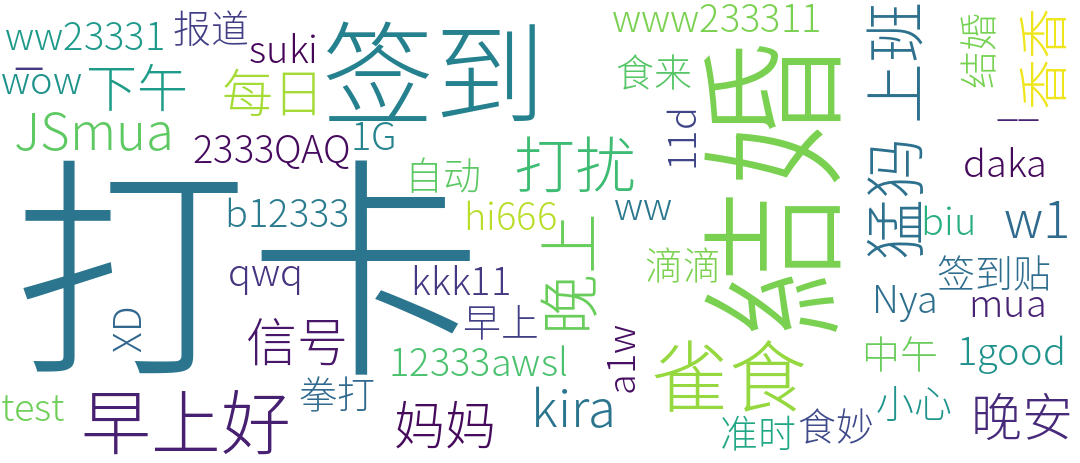 ww23331
报道
suki
wow
下午
每日
签到
www233311
食来
結婚
上班
结婚
香香
JSmua
2333QAQ
1G
自动
打扰
11d
猛犸
__
daka
打卡
b12333
hi666
ww
晚上
biu
w1
qwq
kkk11
滴滴
签到贴
XD
信号
早上
Nya
mua
12333awsl
a1w
雀食
中午
1good
test
早上好
拳打
妈妈
kira
准时
食妙
小心
晚安